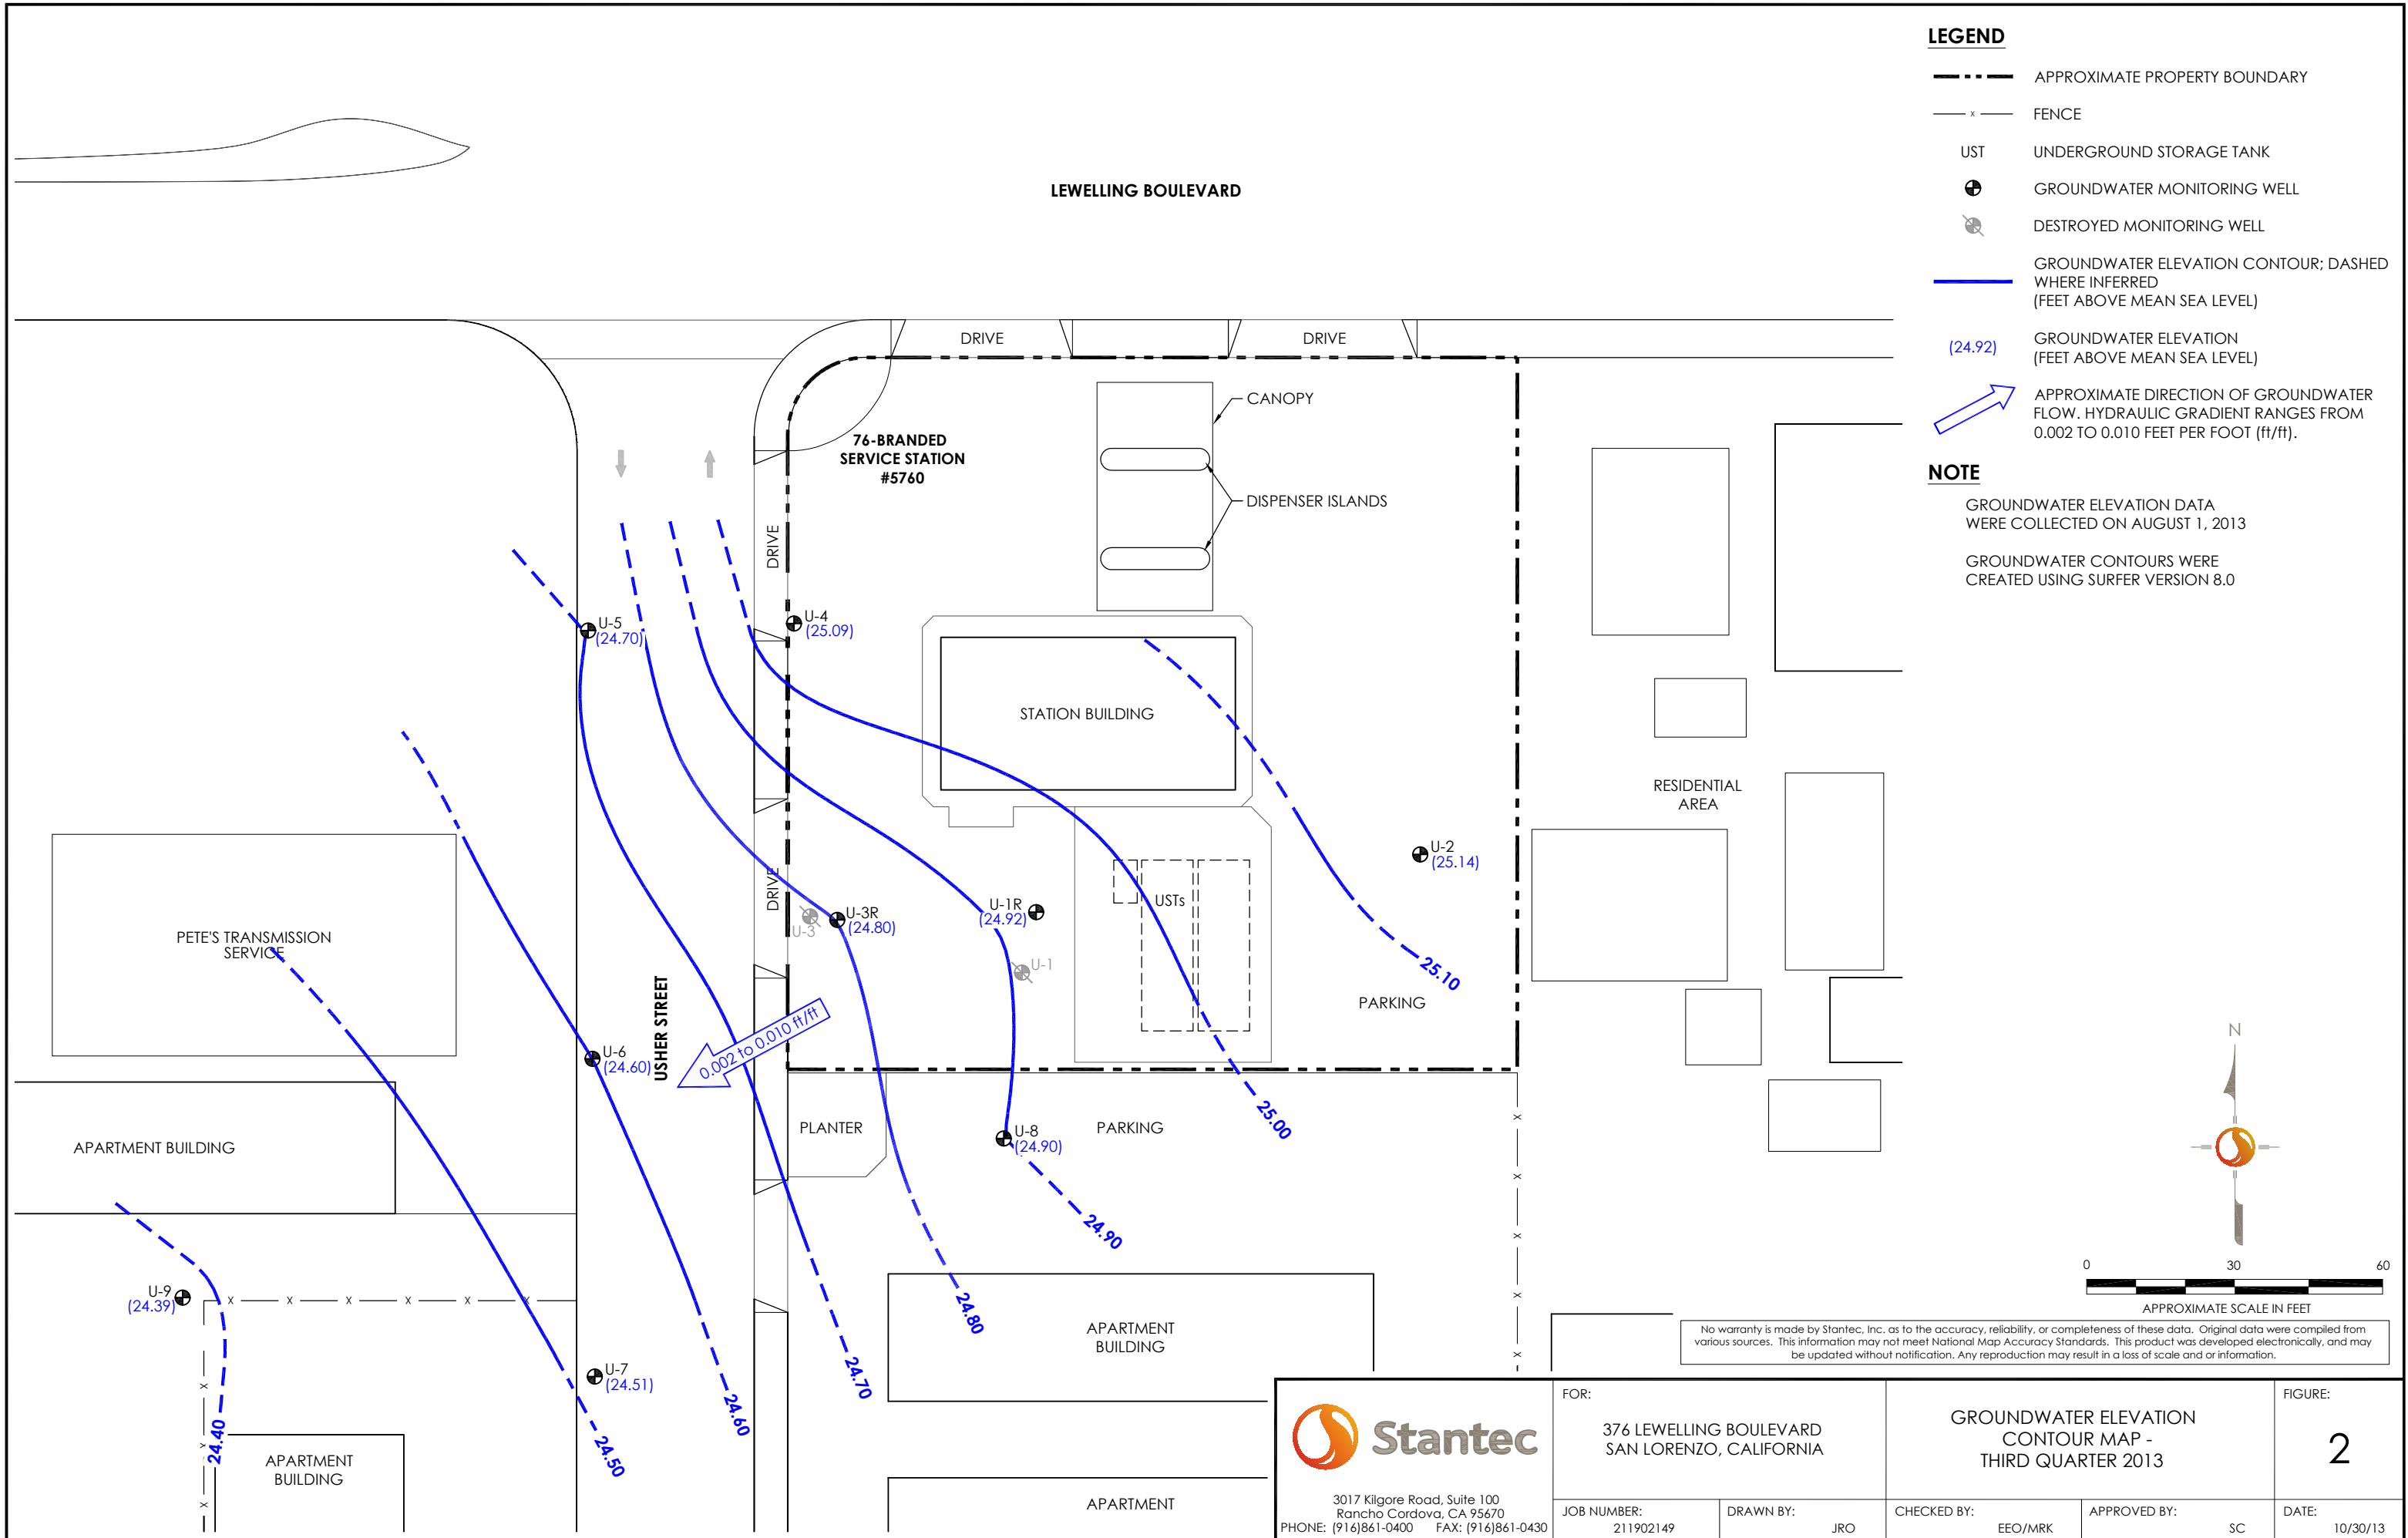 LEGEND
APPROXIMATE PROPERTY BOUNDARY
x
FENCE
UST
UNDERGROUND STORAGE TANK
GROUNDWATER MONITORING WELL
DESTROYED MONITORING WELL
GROUNDWATER ELEVATION CONTOUR; DASHED
WHERE INFERRED
(FEET ABOVE MEAN SEA LEVEL)
(24.92)
GROUNDWATER ELEVATION
(FEET ABOVE MEAN SEA LEVEL)
APPROXIMATE DIRECTION OF GROUNDWATER
FLOW. HYDRAULIC GRADIENT RANGES FROM
0.002 TO 0.010 FEET PER FOOT (ft/ft).
NOTE
GROUNDWATER ELEVATION DATA
WERE COLLECTED ON AUGUST 1, 2013
GROUNDWATER CONTOURS WERE
CREATED USING SURFER VERSION 8.0
LEWELLING BOULEVARD
DRIVE
DRIVE
CANOPY
76-BRANDED
SERVICE STATION
#5760
DISPENSER ISLANDS
DRIVE
U-5
(24.70)
U-4
(25.09)
STATION BUILDING
RESIDENTIAL
AREA
U-2
(25.14)
DRIVE
USTs
U-1R
(24.92)
U-3R
(24.80)
U-3
U-1
PETE'S TRANSMISSION
SERVICE
25.10
PARKING
USHER STREET
0.002 to 0.010 ft/ft
U-6
(24.60)
N
25.00
PLANTER
PARKING
U-8
(24.90)
APARTMENT BUILDING
24.90
U-9
(24.39)
x x x x x x
x x x
x x x x x
24.80
APARTMENT
BUILDING
U-7
(24.51)
24.70
24.60
24.50
24.40
APARTMENT
BUILDING
APARTMENT
0 30 60
APPROXIMATE SCALE IN FEET
No warranty is made by Stantec, Inc. as to the accuracy, reliability, or completeness of these data. Original data were compiled from
various sources. This information may not meet National Map Accuracy Standards. This product was developed electronically, and may
be updated without notification. Any reproduction may result in a loss of scale and or information.
Stantec
3017 Kilgore Road, Suite 100
Rancho Cordova, CA 95670
PHONE: (916)861-0400 FAX: (916)861-0430
FOR:
376 LEWELLING BOULEVARD
SAN LORENZO, CALIFORNIA
GROUNDWATER ELEVATION
CONTOUR MAP -
THIRD QUARTER 2013
FIGURE:
2
JOB NUMBER:
211902149
DRAWN BY:
JRO
CHECKED BY:
EEO/MRK
APPROVED BY:
SC
DATE:
10/30/13